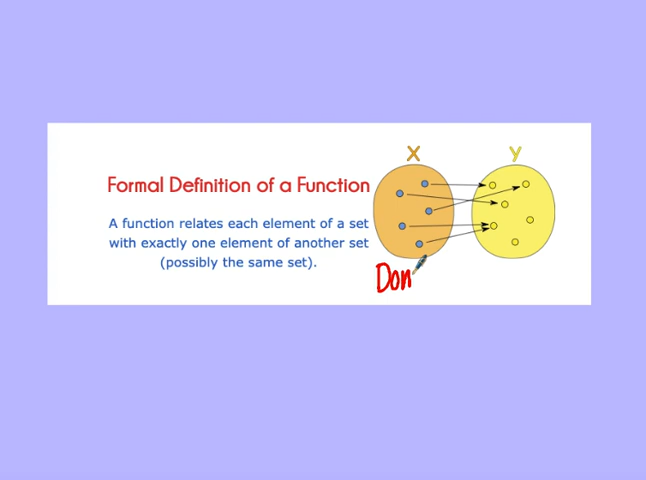 X Y
Formal Definition of a Function
A function relates each element of a set
with exactly one element of another set
(possibly the same set).
Dom